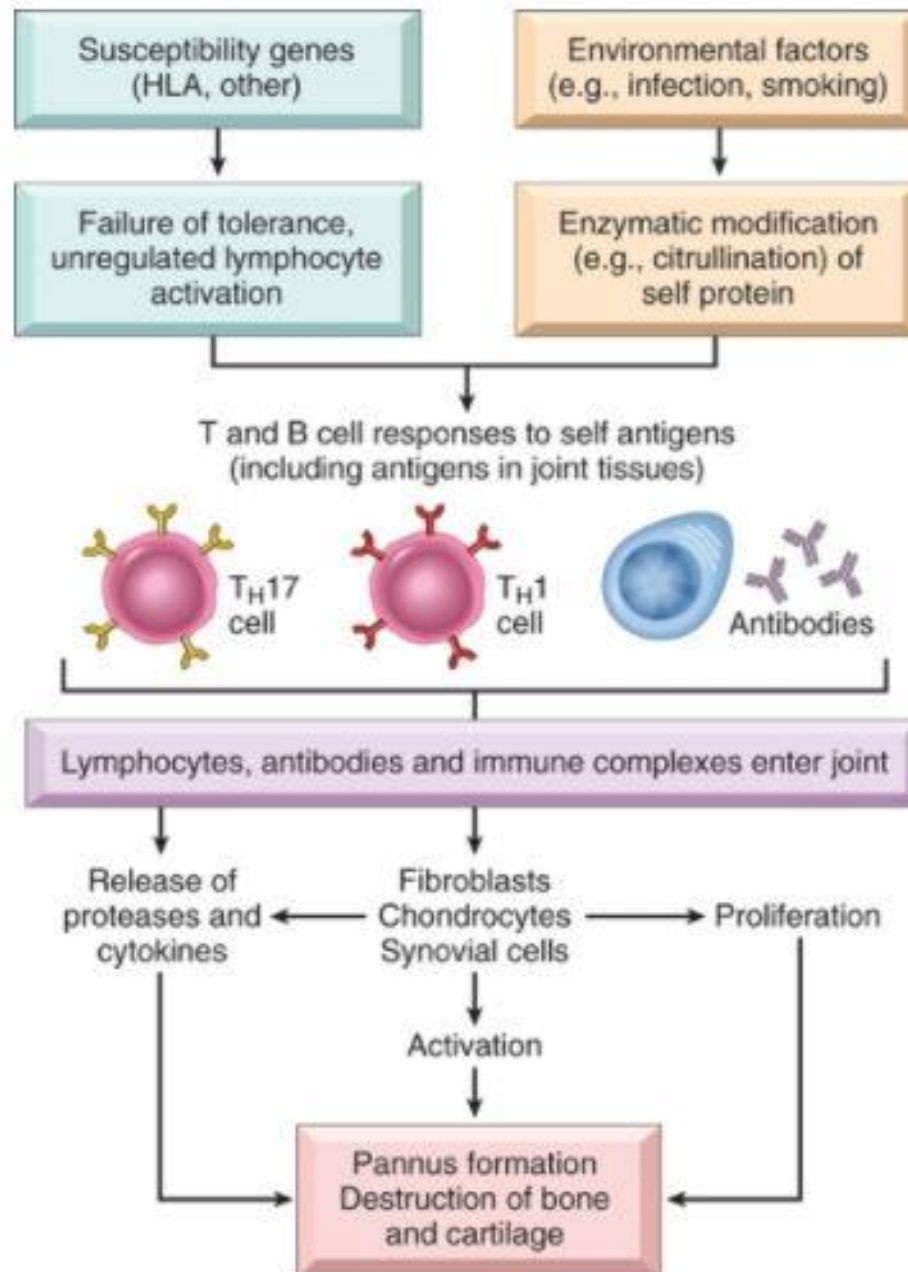 Susceptibility genes
(HLA, other)
Environmental factors
(e.g., infection, smoking)
Failure of tolerance,
unregulated lymphocyte
activation
Enzymatic modification
(e.g., citrullination) of
self protein
T and B cell responses to self antigens
(including antigens in joint tissues)
TH17
cell
TH1
cell
Antibodies
Lymphocytes, antibodies and immune complexes enter joint
Release of
proteases and
cytokines
Fibroblasts
Chondrocytes
Synovial cells
Proliferation
Activation
Pannus formation
Destruction of bone
and cartilage